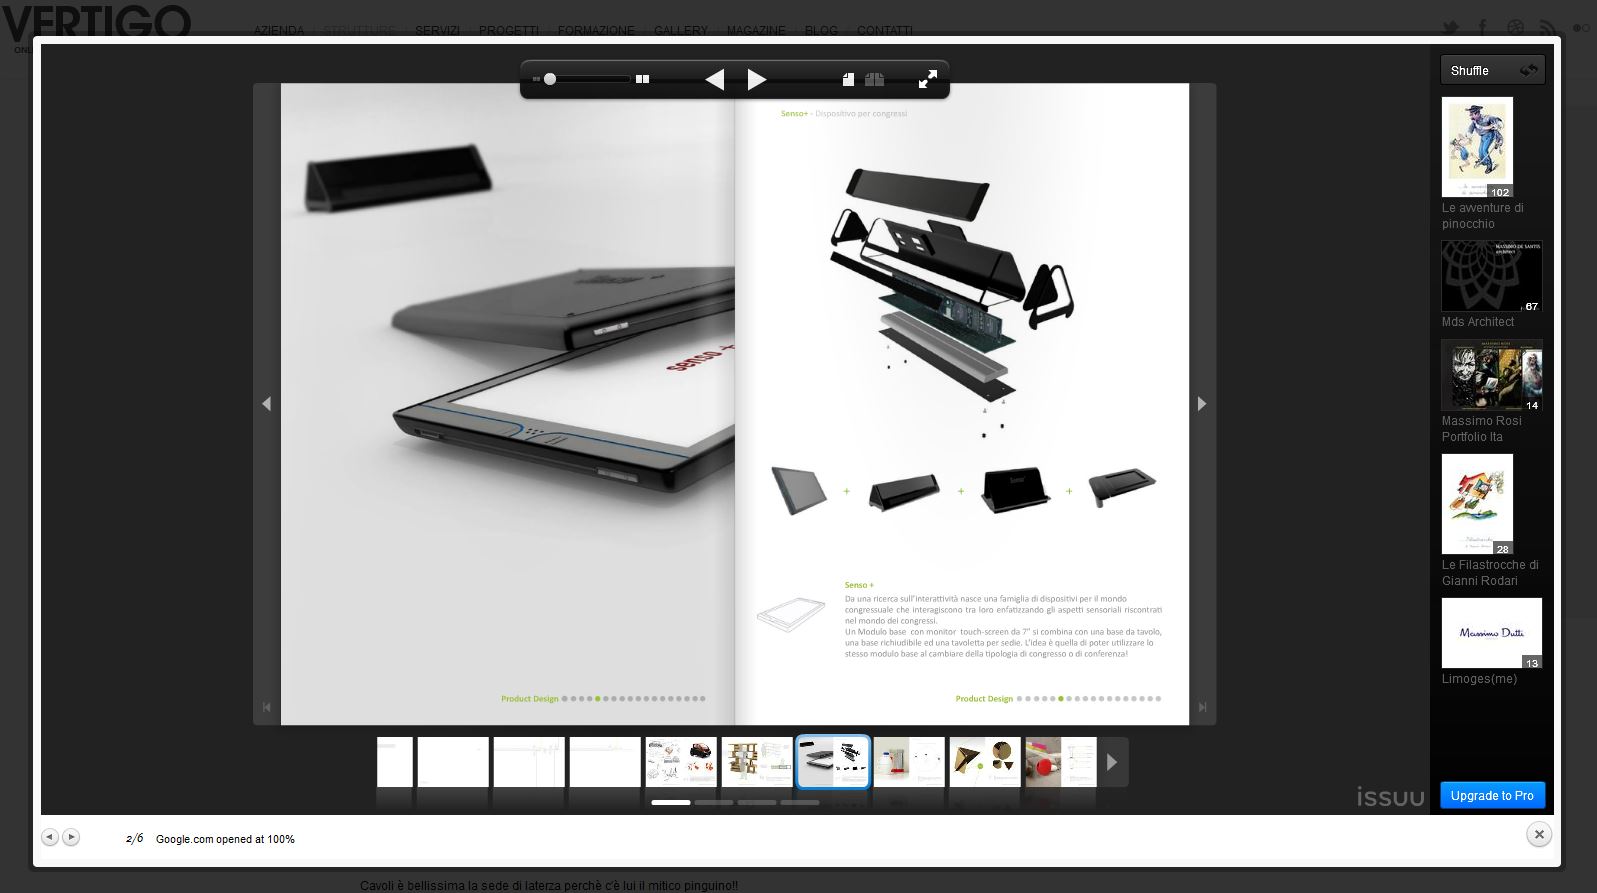 VERTIGO
AZIENDA / STRUTTURE / SERVIZI / PROGETTI / FORMAZIONE / GALLERY / MAGAZINE / BLOG / CONTATTI
Shuffle
Senso+ - Dispositivo per congressi
102
Le avventure di
pinocchio
MASSIMO DE SANTIS
architect
67
Mds Architect
MASSIMO ROSI
14
Massimo Rosi
Portfolio Ita
senso +
28
Le Filastrocche di
Gianni Rodari
Massimo Dutti
13
Limoges(me)
Senso +
Da una ricerca sull'interattività nasce una famiglia di dispositivi per il mondo
congressuale che interagiscono tra loro enfatizzando gli aspetti sensoriali riscontrati
nel mondo dei congressi.
Un Modulo base con monitor touch-screen da 7" si combina con una base da tavolo,
una base richiudibile ed una tavoletta per sedie. L'idea è quella di poter utilizzare lo
stesso modulo base al cambiare della tipologia di congresso o di conferenza!
Product Design
Product Design
issuu
Upgrade to Pro
2/6 Google.com opened at 100%
Cavoli è bellissima la sede di laterza perchè c'è lui il mitico pinguino!!